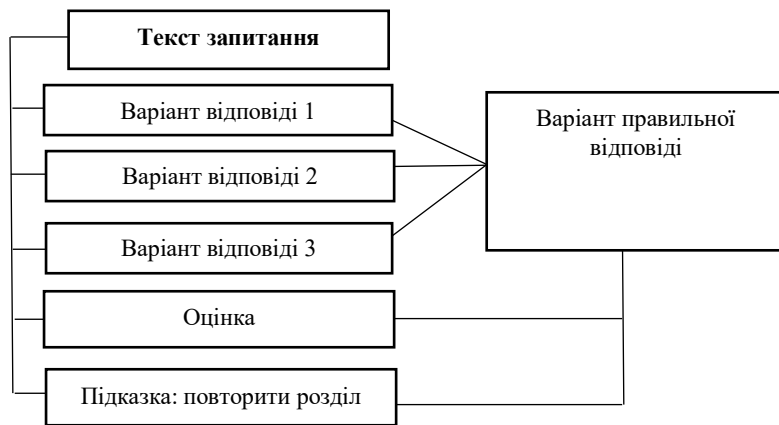 Текст запитання
Варіант відповіді 1
Варіант відповіді 2
Варіант відповіді 3
Оцінка
Підказка: повторити розділ
Варіант правильної
відповіді